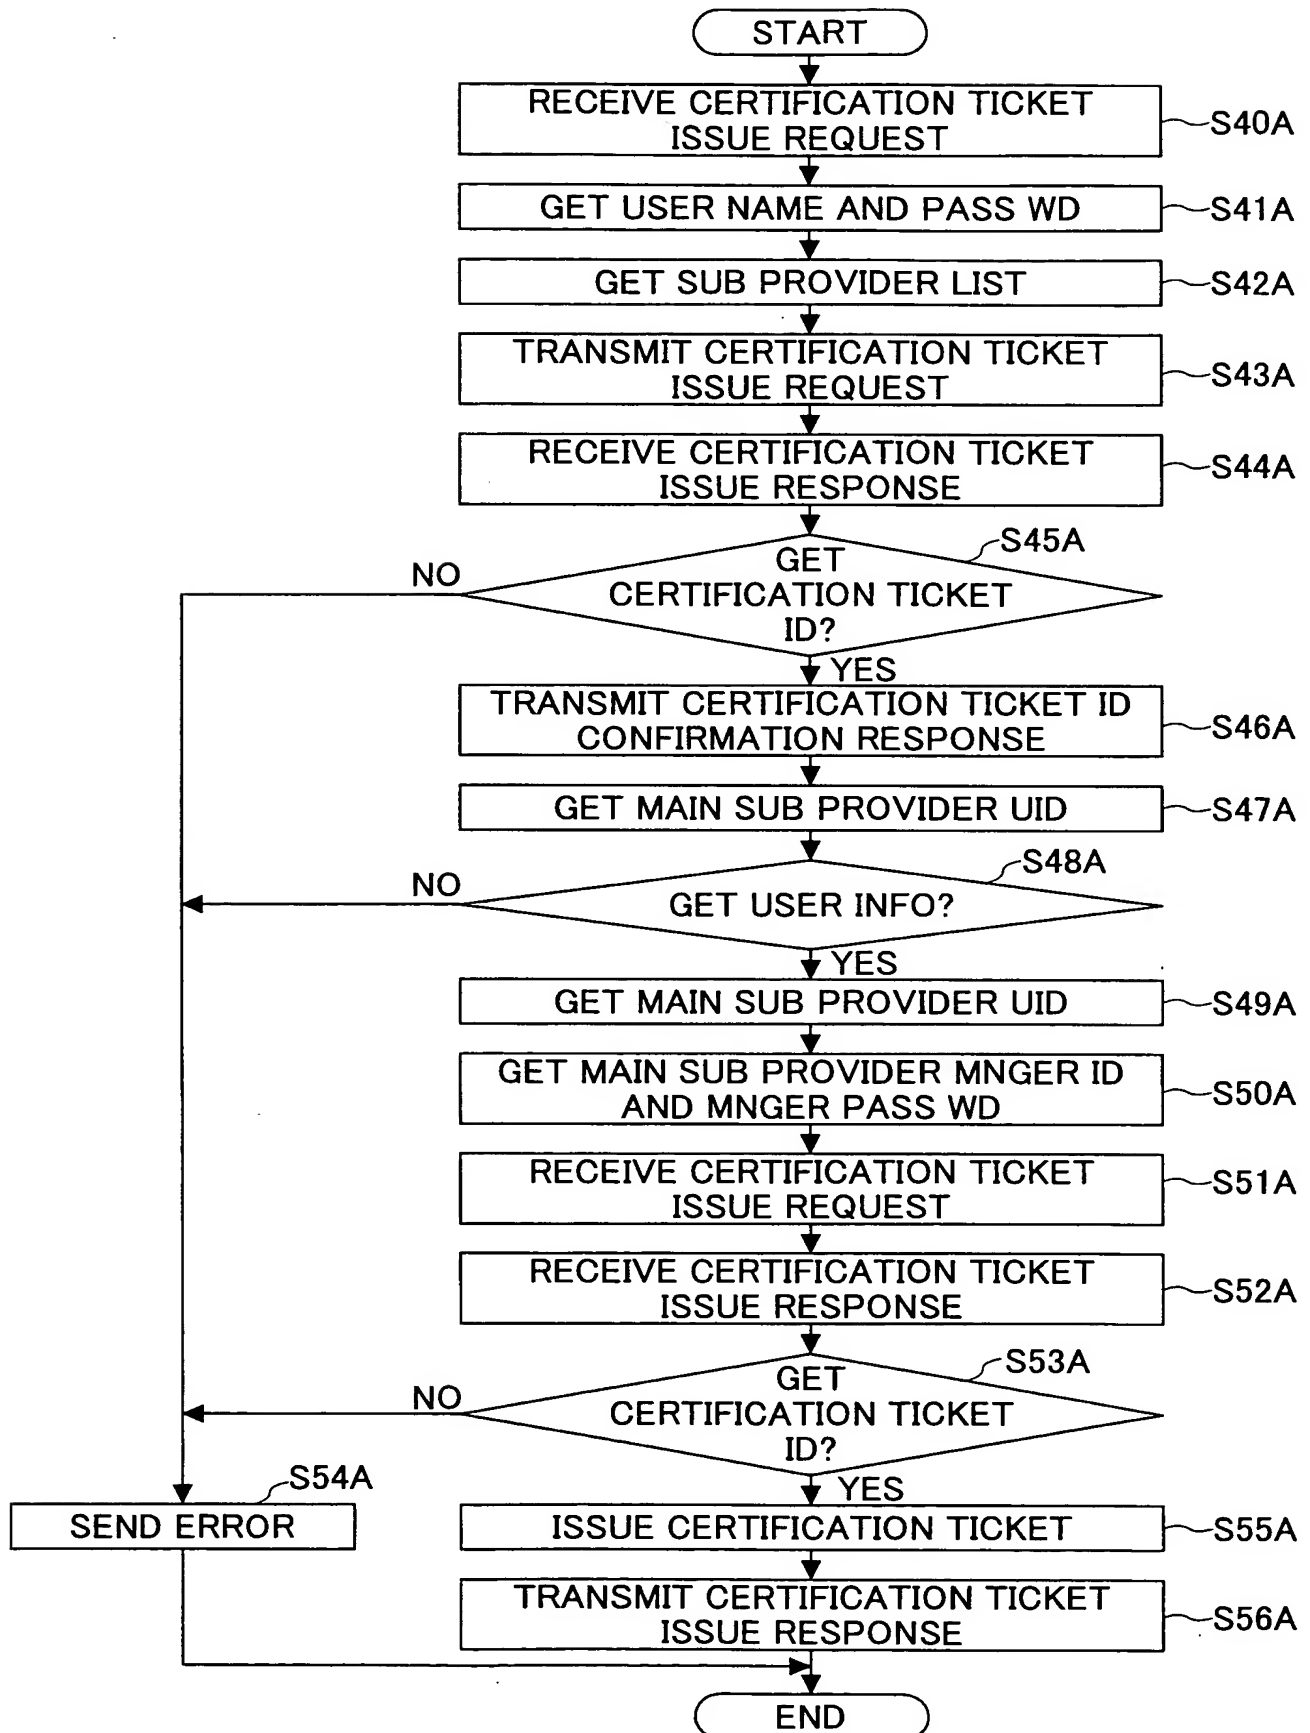 START
RECEIVE CERTIFICATION TICKET
ISSUE REQUEST
S40A
GET USER NAME AND PASS WD
S41A
GET SUB PROVIDER LIST
S42A
TRANSMIT CERTIFICATION TICKET
ISSUE REQUEST
S43A
RECEIVE CERTIFICATION TICKET
ISSUE RESPONSE
S44A
S45A
NO
GET
CERTIFICATION TICKET
ID?
YES
TRANSMIT CERTIFICATION TICKET ID
CONFIRMATION RESPONSE
S46A
GET MAIN SUB PROVIDER UID
S47A
S48A
NO
GET USER INFO?
YES
GET MAIN SUB PROVIDER UID
S49A
GET MAIN SUB PROVIDER MNGER ID
AND MNGER PASS WD
S50A
RECEIVE CERTIFICATION TICKET
ISSUE REQUEST
S51A
RECEIVE CERTIFICATION TICKET
ISSUE RESPONSE
S52A
S53A
NO
GET
CERTIFICATION TICKET
ID?
YES
S54A
SEND ERROR
ISSUE CERTIFICATION TICKET
S55A
TRANSMIT CERTIFICATION TICKET
ISSUE RESPONSE
S56A
END